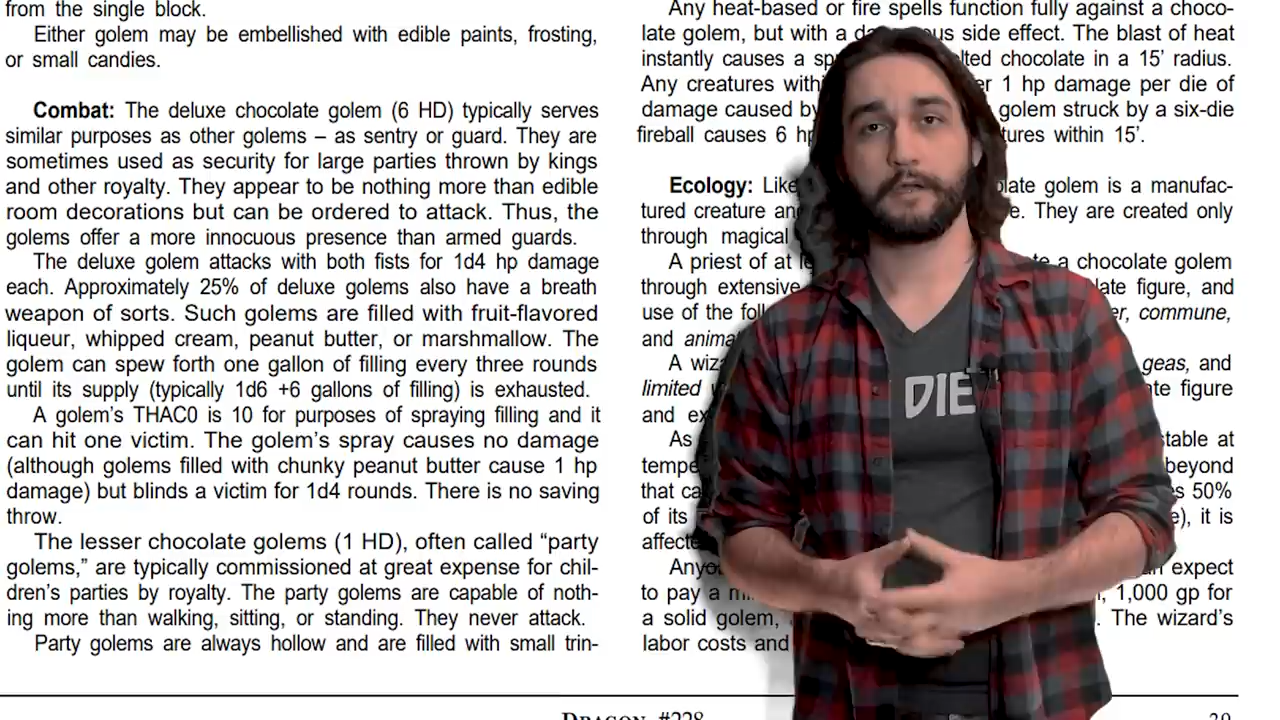 from the single block.
Either golem may be embellished with edible paints, frosting,
or small candies.
Combat: The deluxe chocolate golem (6 HD) typically serves
similar purposes as other golems – as sentry or guard. They are
sometimes used as security for large parties thrown by kings
and other royalty. They appear to be nothing more than edible
room decorations but can be ordered to attack. Thus, the
golems offer a more innocuous presence than armed guards.
The deluxe golem attacks with both fists for 1d4 hp damage
each. Approximately 25% of deluxe golems also have a breath
weapon of sorts. Such golems are filled with fruit-flavored
liqueur, whipped cream, peanut butter, or marshmallow. The
golem can spew forth one gallon of filling every three rounds
until its supply (typically 1d6 +6 gallons of filling) is exhausted.
A golem's THAC0 is 10 for purposes of spraying filling and it
can hit one victim. The golem's spray causes no damage
(although golems filled with chunky peanut butter cause 1 hp
damage) but blinds a victim for 1d4 rounds. There is no saving
throw.
The lesser chocolate golems (1 HD), often called “party
golems,” are typically commissioned at great expense for chil-
dren's parties by royalty. The party golems are capable of noth-
ing more than walking, sitting, or standing. They never attack.
Party golems are always hollow and are filled with small trin-
Any heat-based or fire spells function fully against a choco-
late golem, but with a side effect. The blast of heat
instantly causes a chocolate in a 15' radius.
Any creatures 1 hp damage per die of
damage caused by golem struck by a six-die
fireball causes 6 within 15'.
Ecology: golem is a manufac-
tured creature They are created only
through magical
A priest of at a chocolate golem
through extensive figure, and
use of the commune,
and
A geas, and
limited figure
and
As at
beyond
that 50%
of its it is
expect
to pay a 1,000 gp for
a solid golem, The wizard's
labor costs and
DIE
DRAGON #228